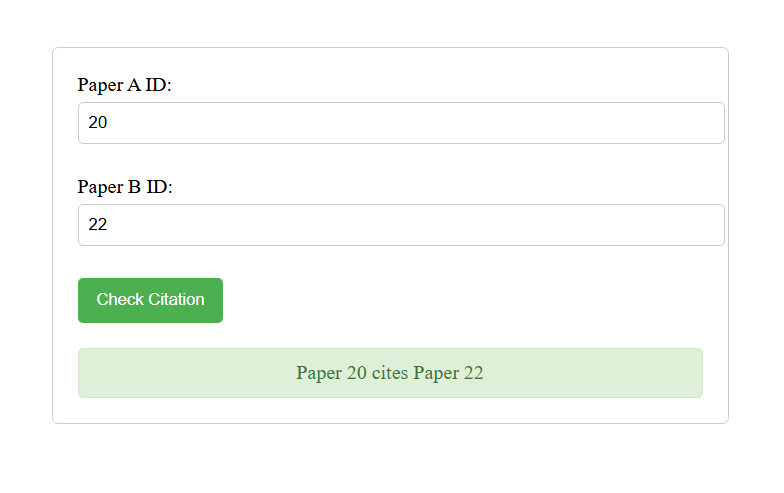 Paper A ID:
20
Paper B ID:
22
Check Citation
Paper 20 cites Paper 22